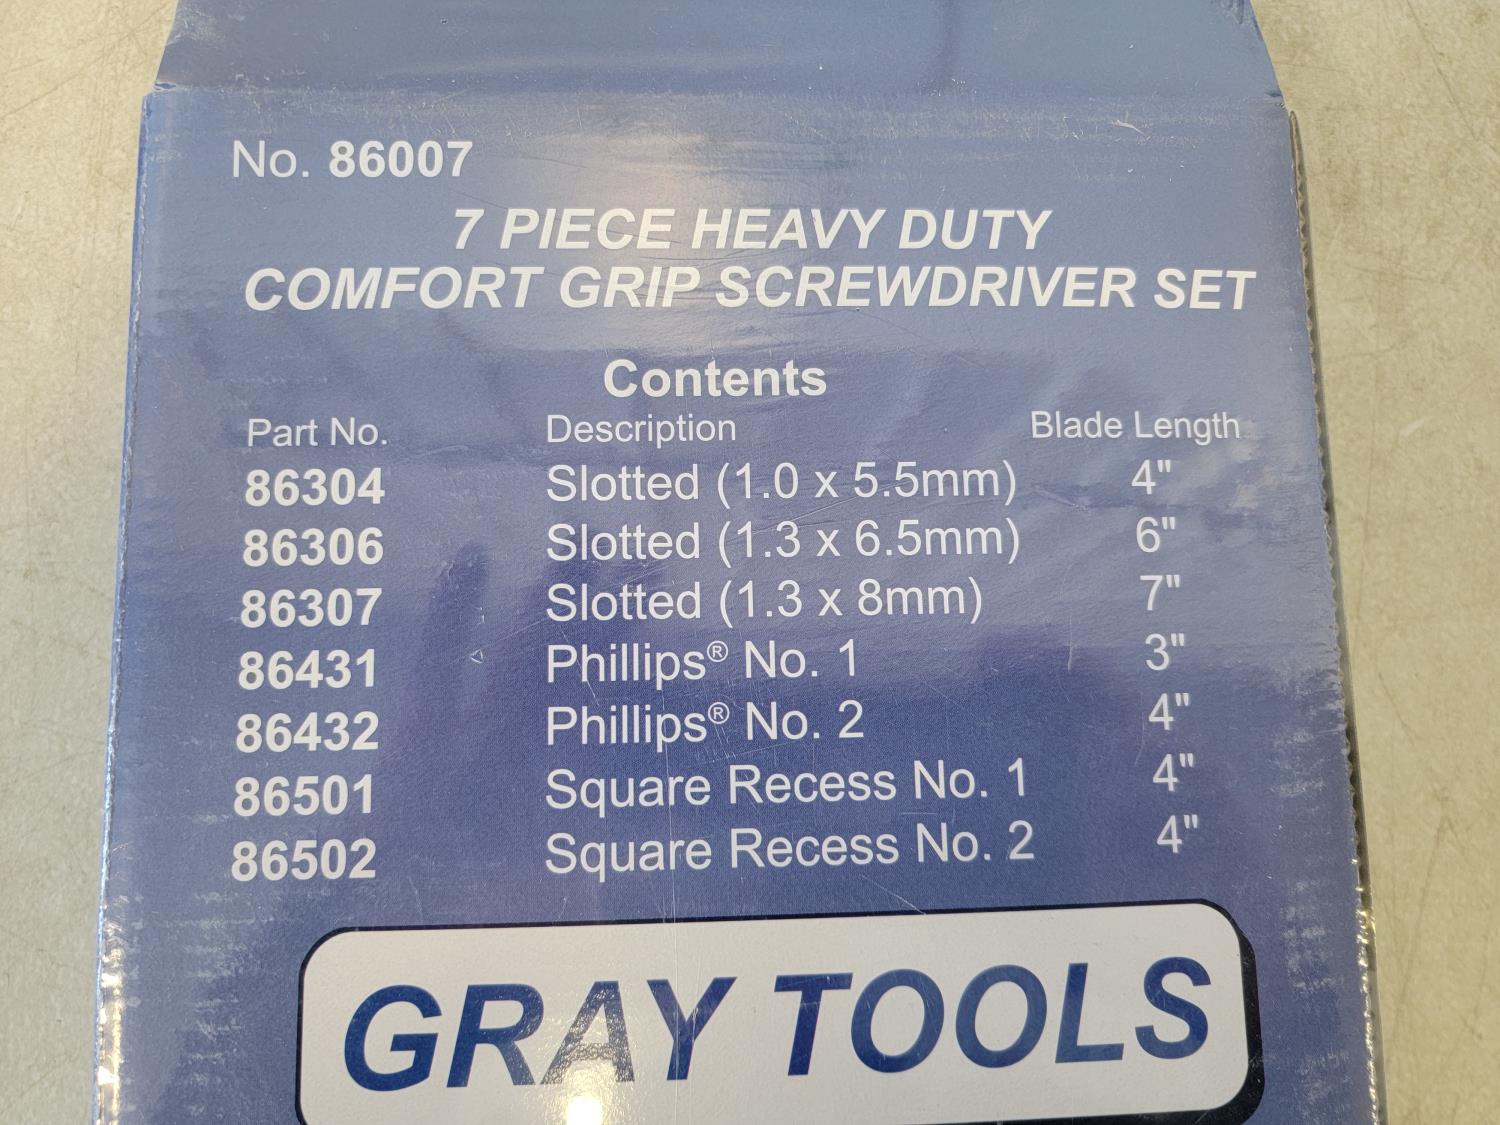 No. 86007
7 PIECE HEAVY DUTY
COMFORT GRIP SCREWDRIVER SET
Contents
Part No. Description Blade Length
86304 Slotted (1.0 x 5.5mm) 4"
86306 Slotted (1.3 x 6.5mm) 6"
86307 Slotted (1.3 x 8mm) 7"
86431 Phillips® No. 1 3"
86432 Phillips® No. 2 4"
86501 Square Recess No. 1 4"
86502 Square Recess No. 2 4"
GRAY TOOLS